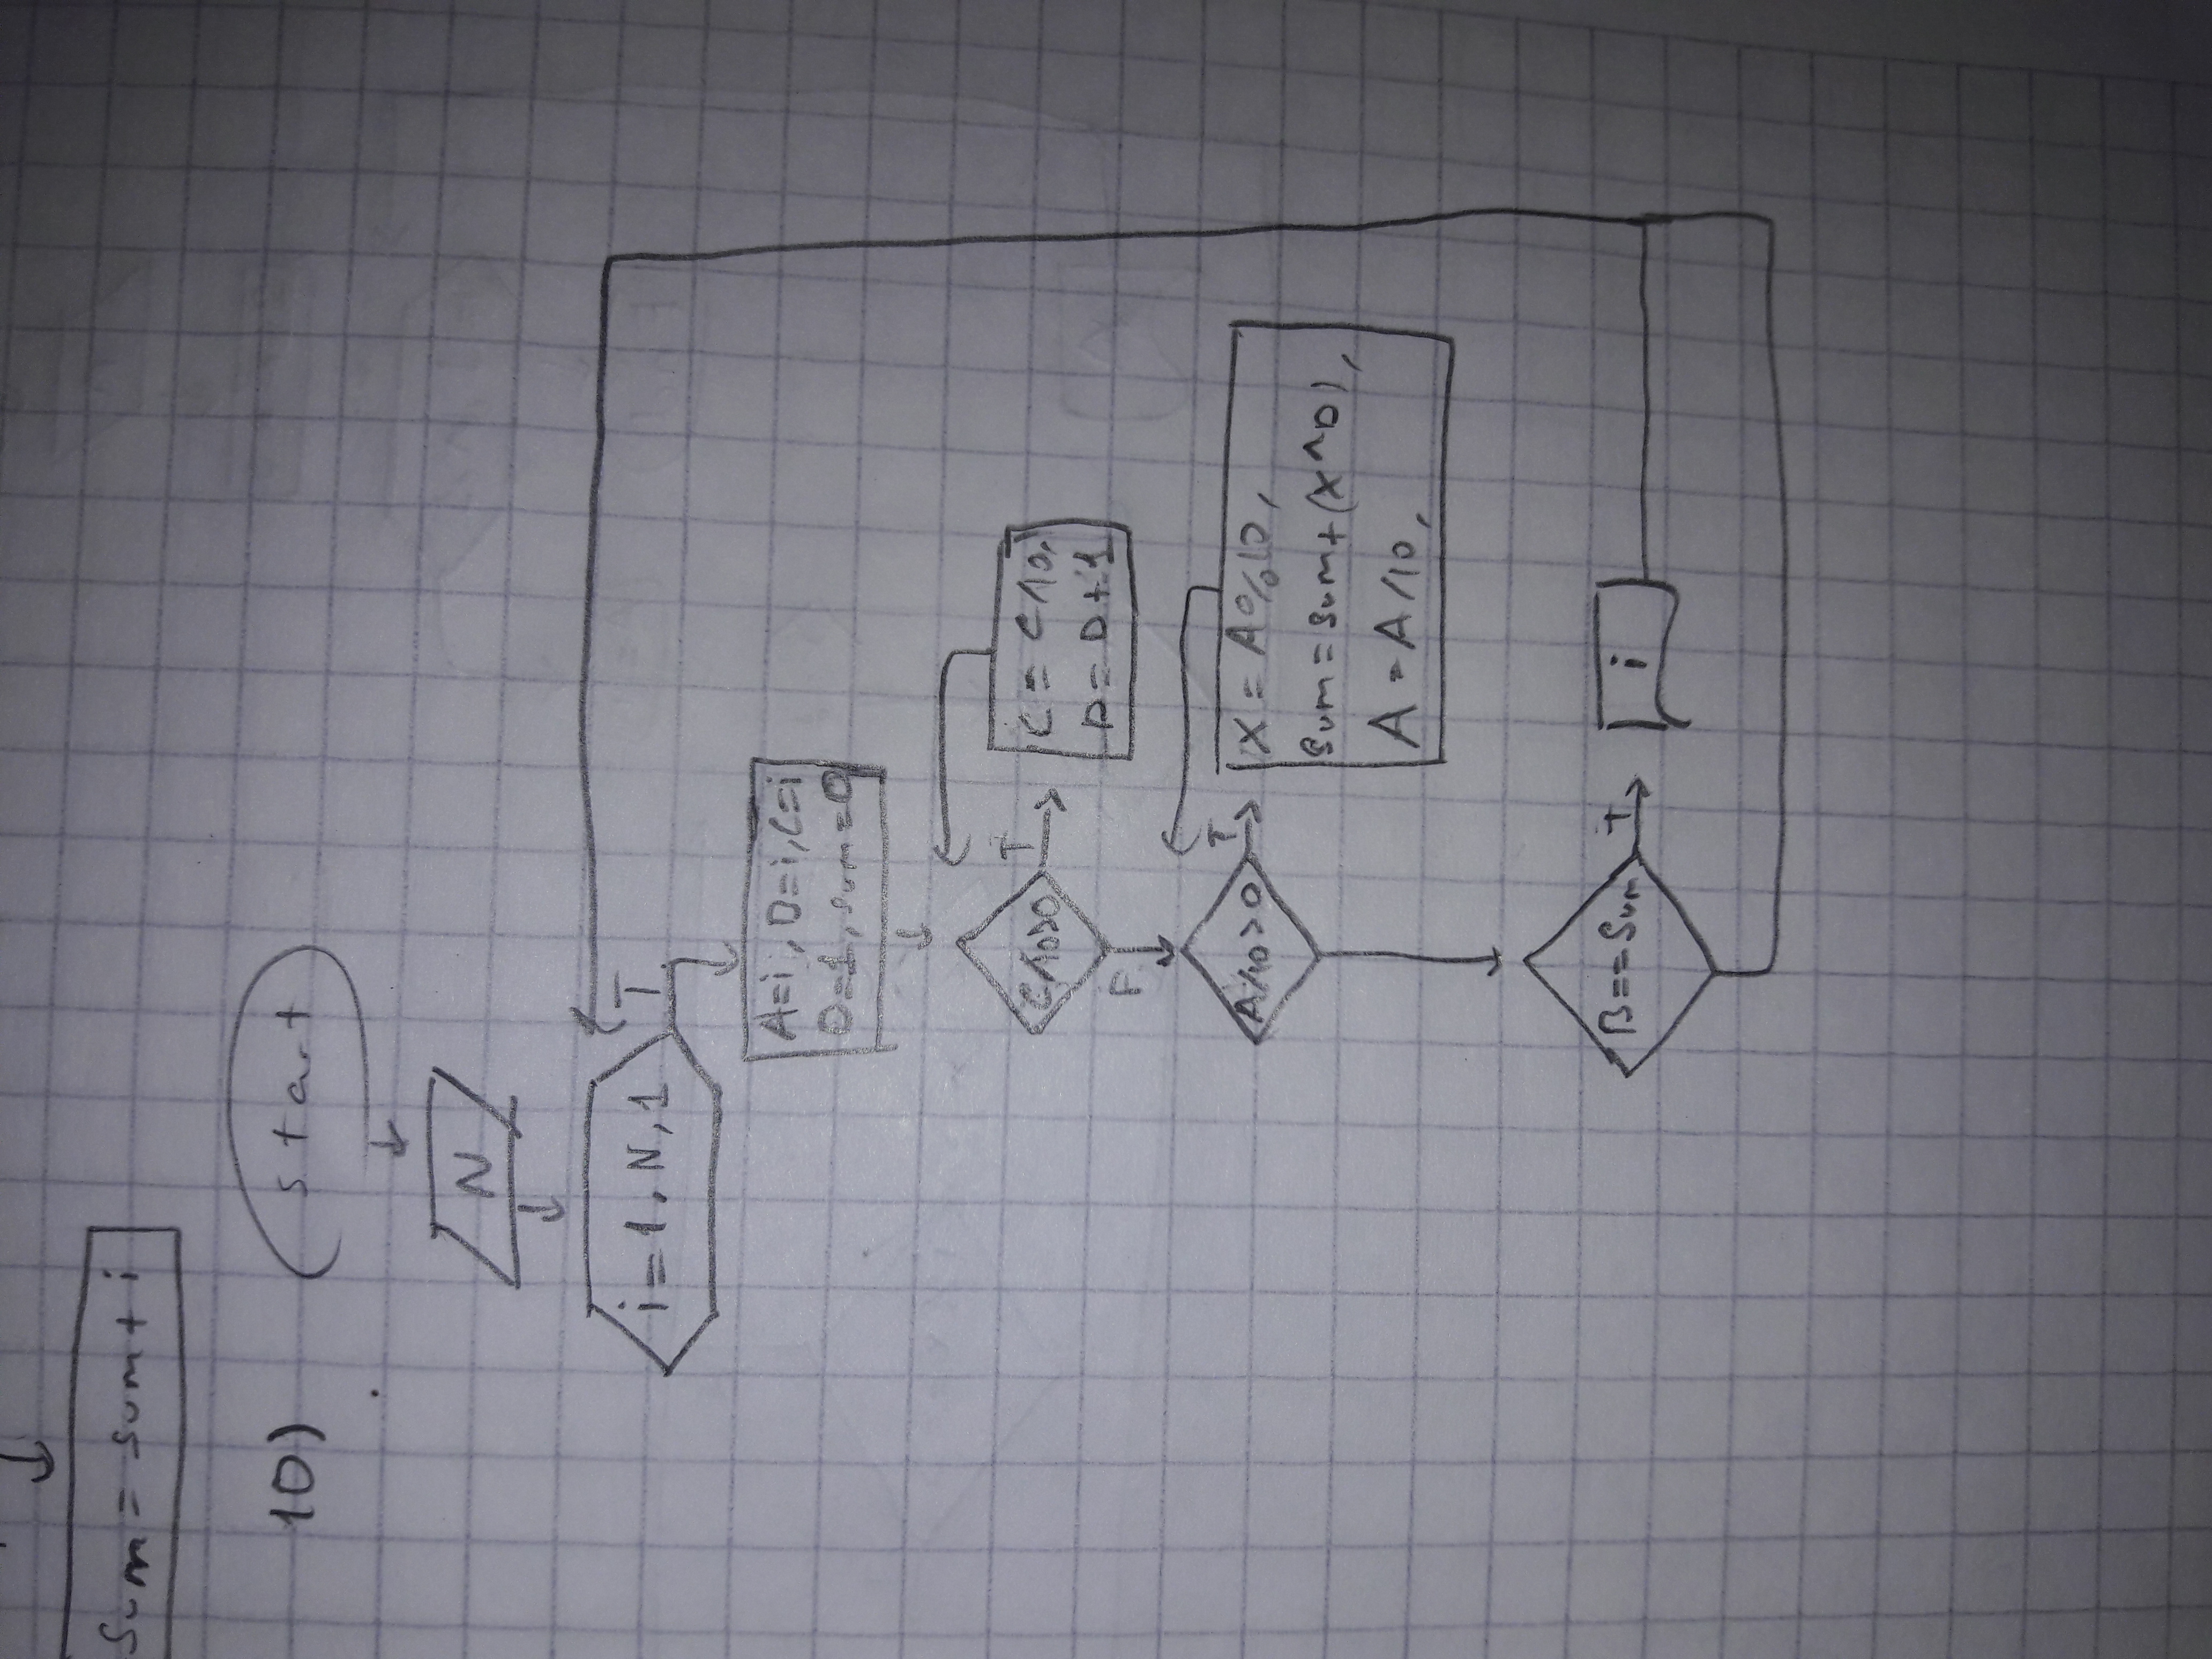 Sum = sum + i
10)
start
N
i = 1, N, 1
T
A=i, B=i, C=i
D=1, sum=0
C/10>0
T
C = C/10,
D = D+1
F
A/10>0
T
X = A%10,
Sum = sum+(X^D),
A = A/10,
B==Sum
T
i